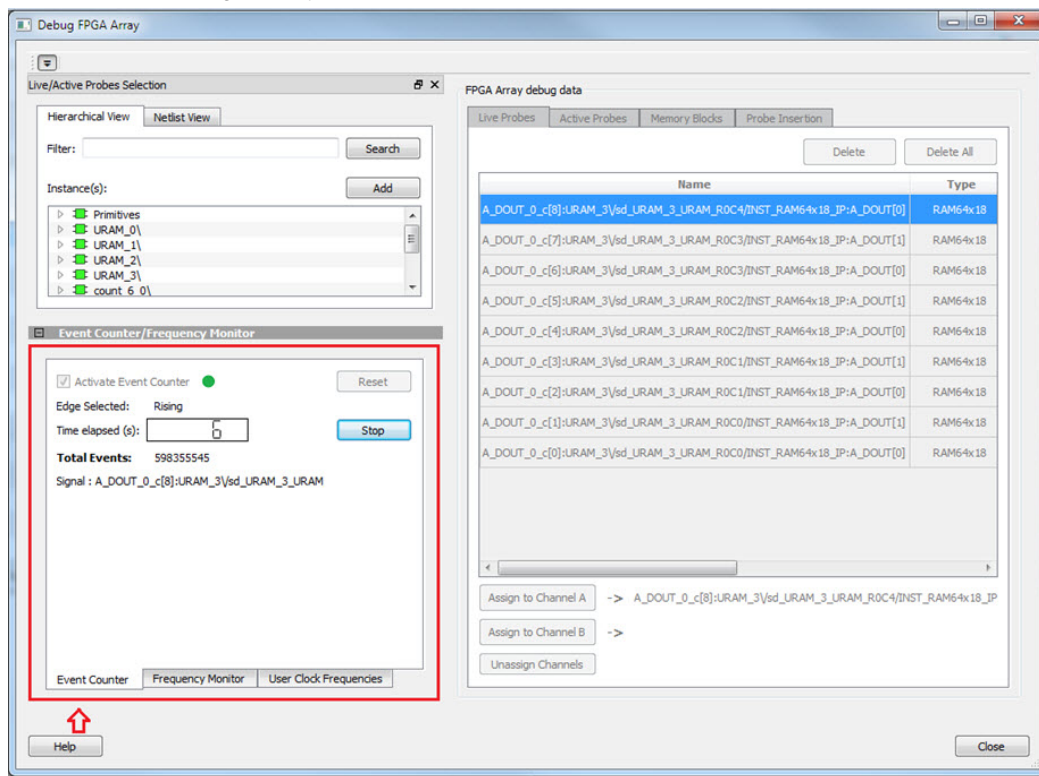 Debug FPGA Array
Live/Active Probes Selection
Hierarchical View Netlist View
Filter: Search
Instance(s): Add
Primitives
URAM_0\
URAM_1\
URAM_2\
URAM_3\
count_6_0\
Event Counter/Frequency Monitor
Activate Event Counter Reset
Edge Selected: Rising
Time elapsed (s): 6 Stop
Total Events: 598355545
Signal : A_DOUT_0_c[8]:URAM_3\/sd_URAM_3_URAM
Event Counter Frequency Monitor User Clock Frequencies
Help
FPGA Array debug data
Live Probes Active Probes Memory Blocks Probe Insertion
Delete Delete All
Name Type
A_DOUT_0_c[8]:URAM_3\/sd_URAM_3_URAM_R0C4/INST_RAM64x18_IP:A_DOUT[0] RAM64x18
A_DOUT_0_c[7]:URAM_3\/sd_URAM_3_URAM_R0C3/INST_RAM64x18_IP:A_DOUT[1] RAM64x18
A_DOUT_0_c[6]:URAM_3\/sd_URAM_3_URAM_R0C3/INST_RAM64x18_IP:A_DOUT[0] RAM64x18
A_DOUT_0_c[5]:URAM_3\/sd_URAM_3_URAM_R0C2/INST_RAM64x18_IP:A_DOUT[1] RAM64x18
A_DOUT_0_c[4]:URAM_3\/sd_URAM_3_URAM_R0C2/INST_RAM64x18_IP:A_DOUT[0] RAM64x18
A_DOUT_0_c[3]:URAM_3\/sd_URAM_3_URAM_R0C1/INST_RAM64x18_IP:A_DOUT[1] RAM64x18
A_DOUT_0_c[2]:URAM_3\/sd_URAM_3_URAM_R0C1/INST_RAM64x18_IP:A_DOUT[0] RAM64x18
A_DOUT_0_c[1]:URAM_3\/sd_URAM_3_URAM_R0C0/INST_RAM64x18_IP:A_DOUT[1] RAM64x18
A_DOUT_0_c[0]:URAM_3\/sd_URAM_3_URAM_R0C0/INST_RAM64x18_IP:A_DOUT[0] RAM64x18
Assign to Channel A -> A_DOUT_0_c[8]:URAM_3\/sd_URAM_3_URAM_R0C4/INST_RAM64x18_IP
Assign to Channel B ->
Unassign Channels
Close